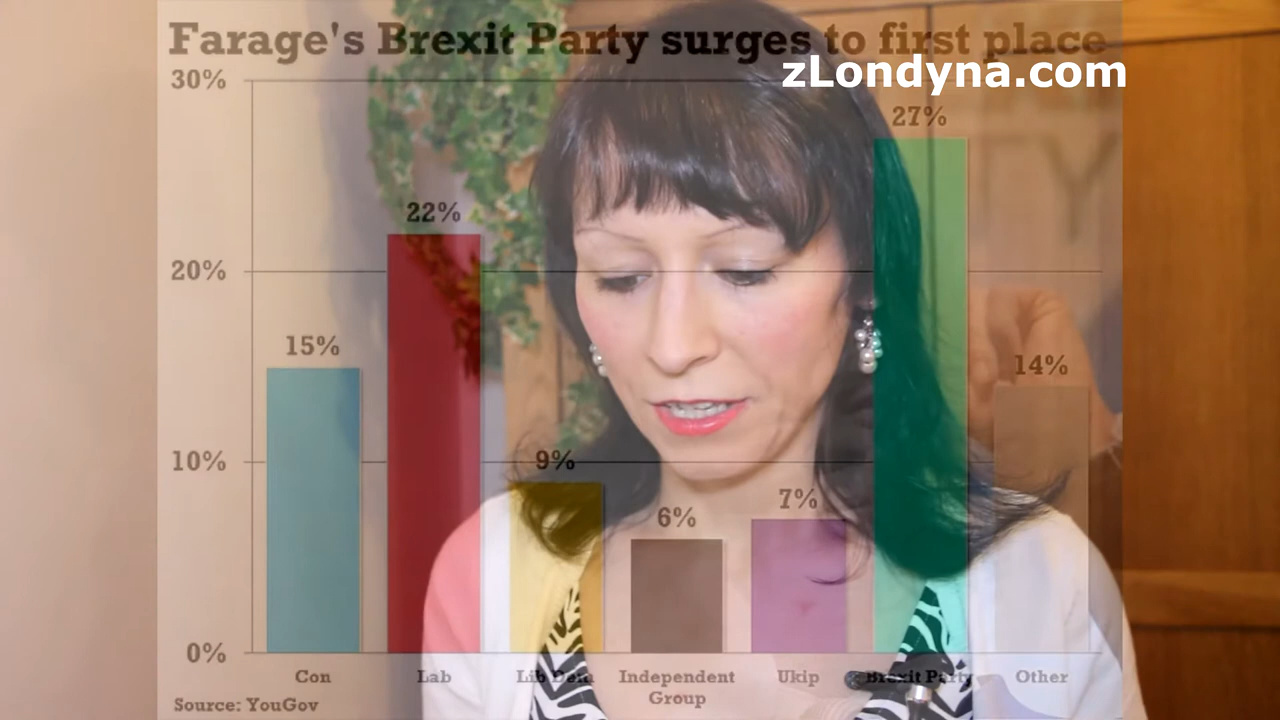 Farage's Brexit Party surges to first place
zLondyna.com
30%
27%
22%
20%
15%
14%
10%
9%
7%
6%
0%
Con Lab Lib Dem Independent Group Ukip Brexit Party Other
Source: YouGov